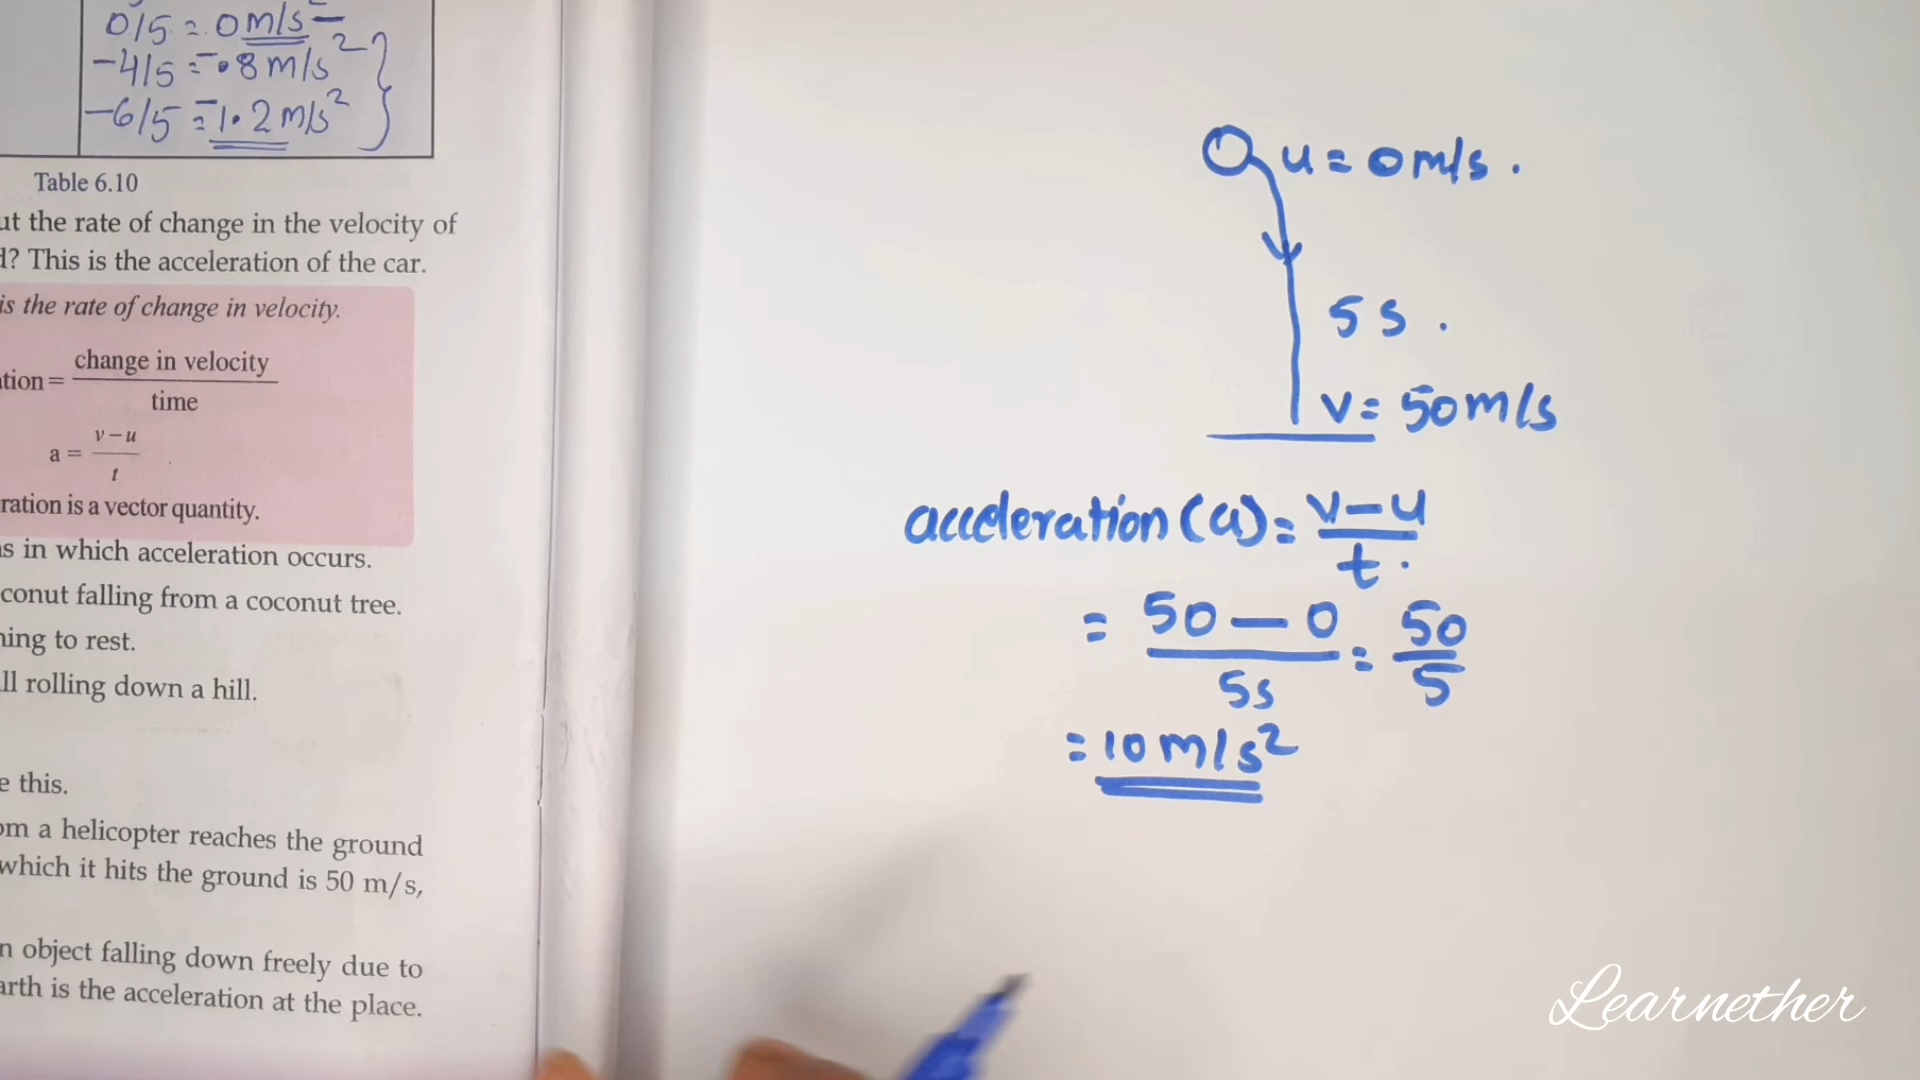 0/5 = 0 m/s
-4/5 = -.8 m/s²
-6/5 = -1.2 m/s²
Table 6.10
ut the rate of change in the velocity of
d? This is the acceleration of the car.
is the rate of change in velocity.
ation = change in velocity
time
a = v – u
t
ration is a vector quantity.
s in which acceleration occurs.
conut falling from a coconut tree.
ning to rest.
ll rolling down a hill.
e this.
om a helicopter reaches the ground
which it hits the ground is 50 m/s,
n object falling down freely due to
arth is the acceleration at the place.
u = 0 m/s .
5 s .
v = 50 m/s
acceleration (a) = v – u
t .
= 50 – 0 = 50
5s 5
= 10 m/s²
Learnether